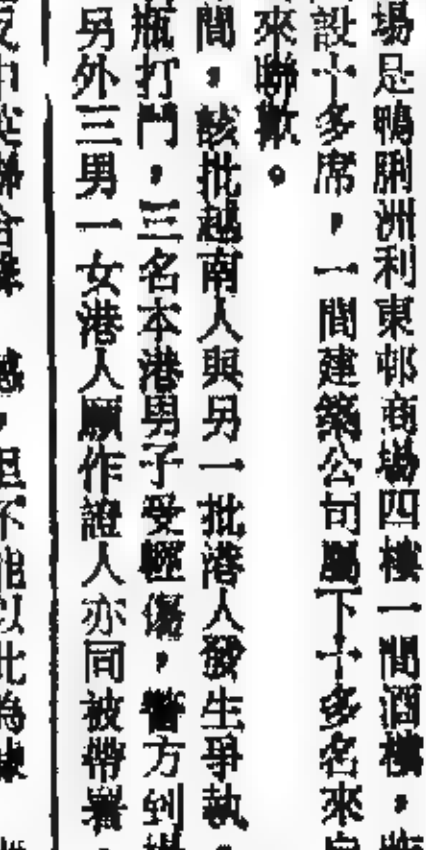 場是鴨脷洲利東邨商場四樓一間酒樓，
設十多席，一間建築公司屬下十多名來
來聯歡。
間，該批越南人與另一批港人發生爭執。
瓶打鬥，三名本港男子受輕傷，警方到場
另外三男一女港人願作證人亦同被帶署，
憾，但不能以此為